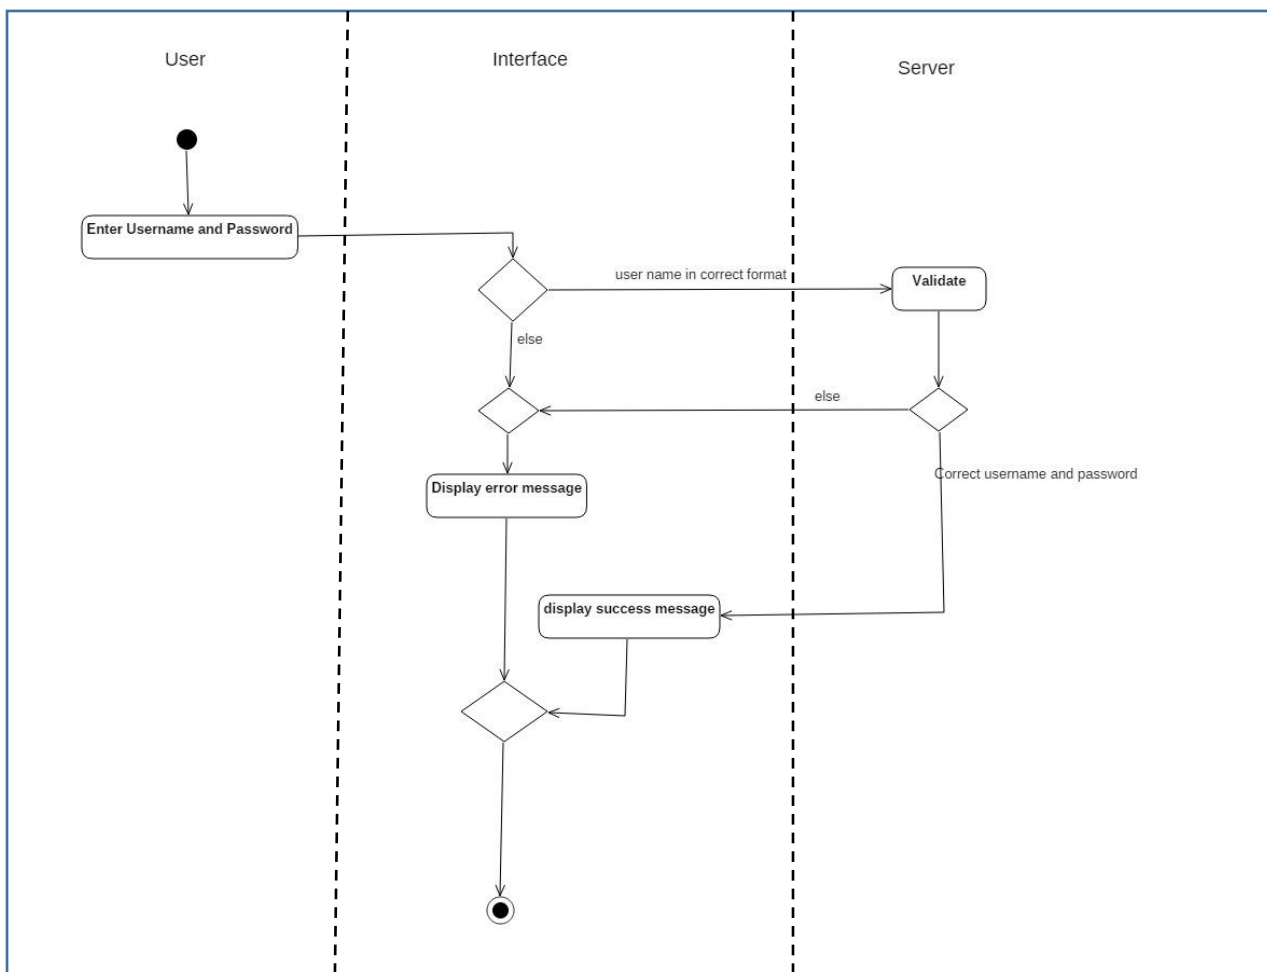 User
Interface
Server
Enter Username and Password
user name in correct format
Validate
else
else
Correct username and password
Display error message
display success message